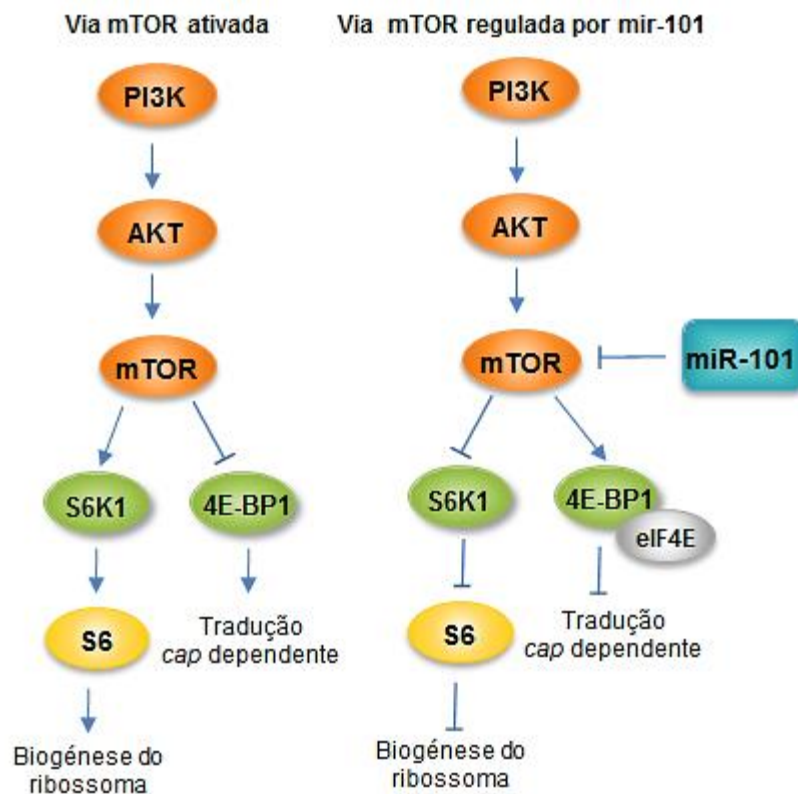 Via mTOR ativada
PI3K
AKT
mTOR
S6K1
4E-BP1
S6
Tradução
cap dependente
Biogénese do
ribossoma
Via mTOR regulada por mir-101
PI3K
AKT
mTOR
miR-101
S6K1
4E-BP1
eIF4E
S6
Tradução
cap dependente
Biogénese do
ribossoma